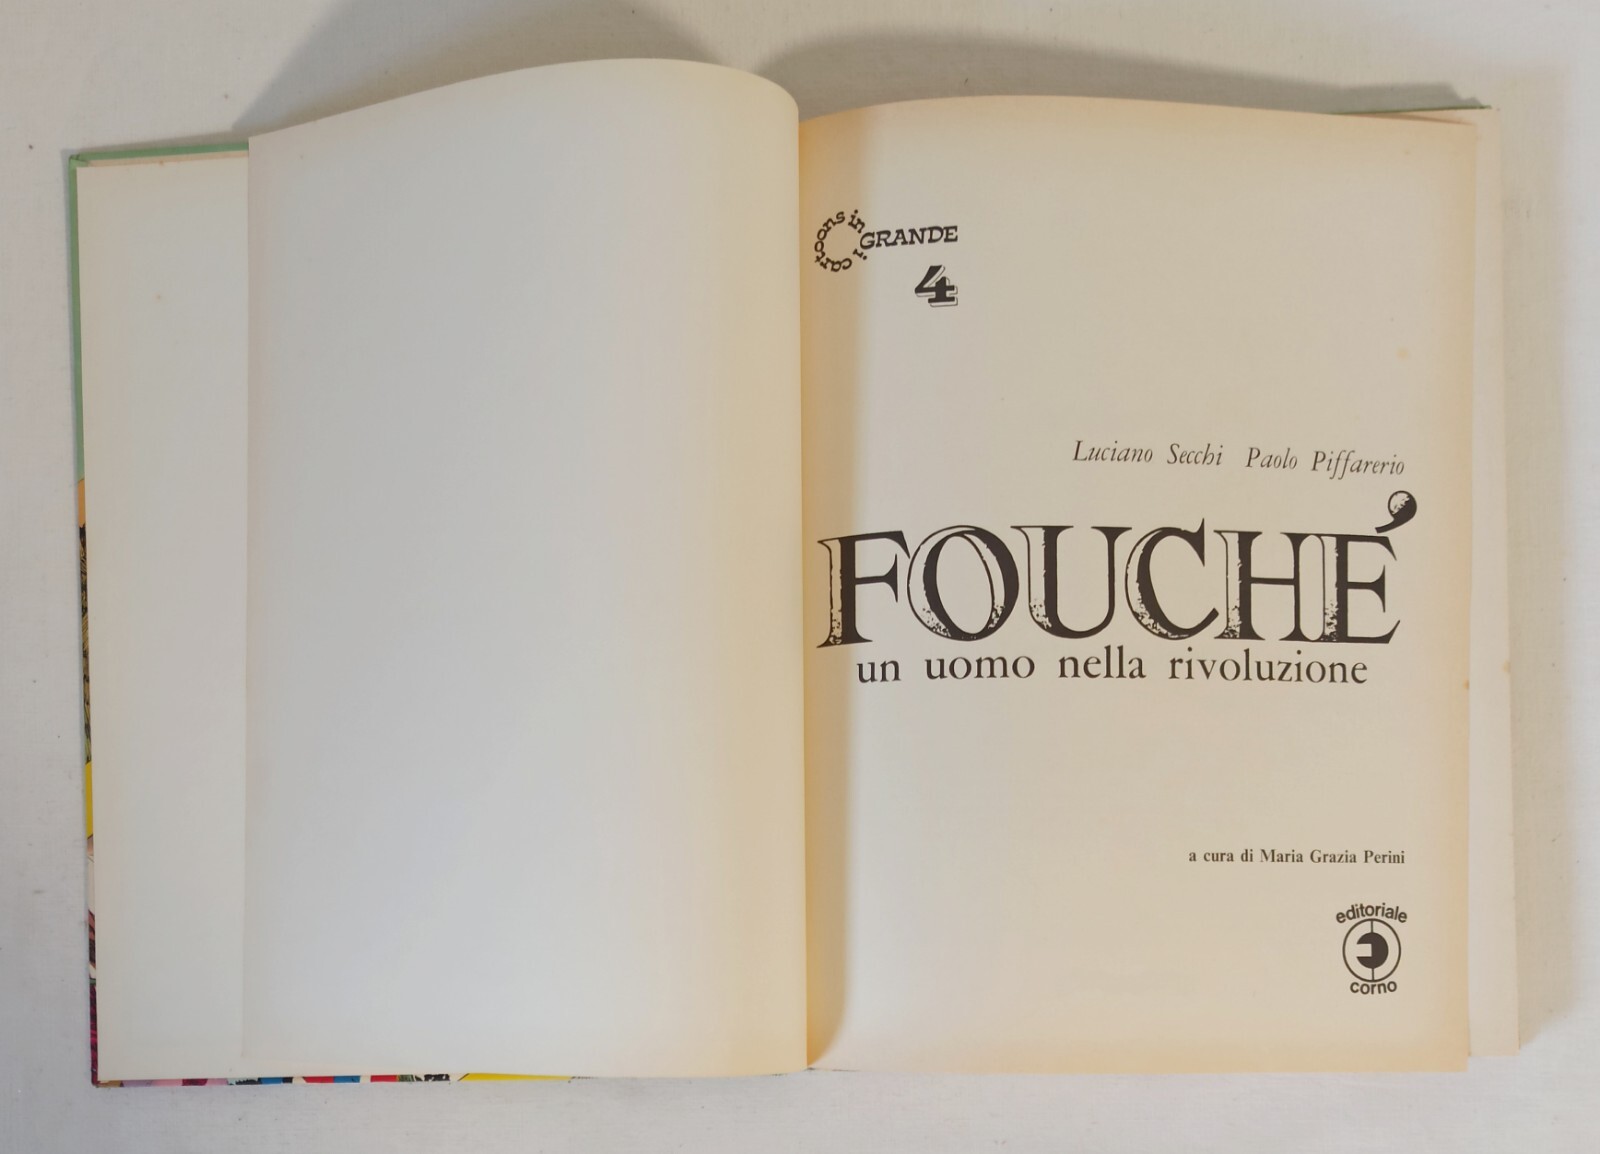 cartoons in GRANDE
4
Luciano Secchi Paolo Piffarerio
FOUCHE'
un uomo nella rivoluzione
a cura di Maria Grazia Perini
editoriale
corno